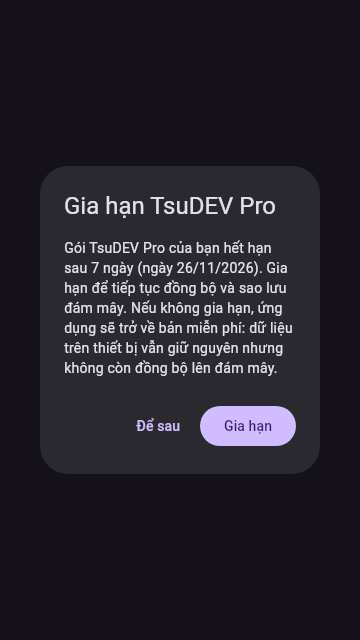 Gia hạn TsuDEV Pro
Gói TsuDEV Pro của bạn hết hạn
sau 7 ngày (ngày 26/11/2026). Gia
hạn để tiếp tục đồng bộ và sao lưu
đám mây. Nếu không gia hạn, ứng
dụng sẽ trở về bản miễn phí: dữ liệu
trên thiết bị vẫn giữ nguyên nhưng
không còn đồng bộ lên đám mây.
Để sau
Gia hạn